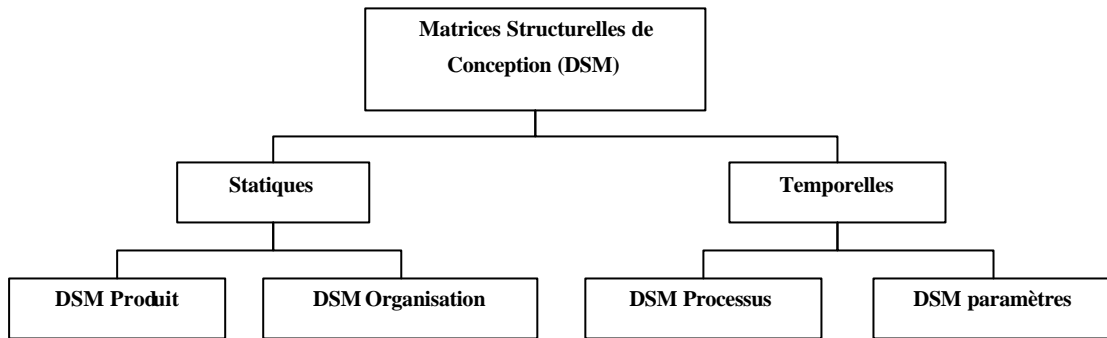 Matrices Structurelles de
Conception (DSM)
Statiques
Temporelles
DSM Produit
DSM Organisation
DSM Processus
DSM paramètres